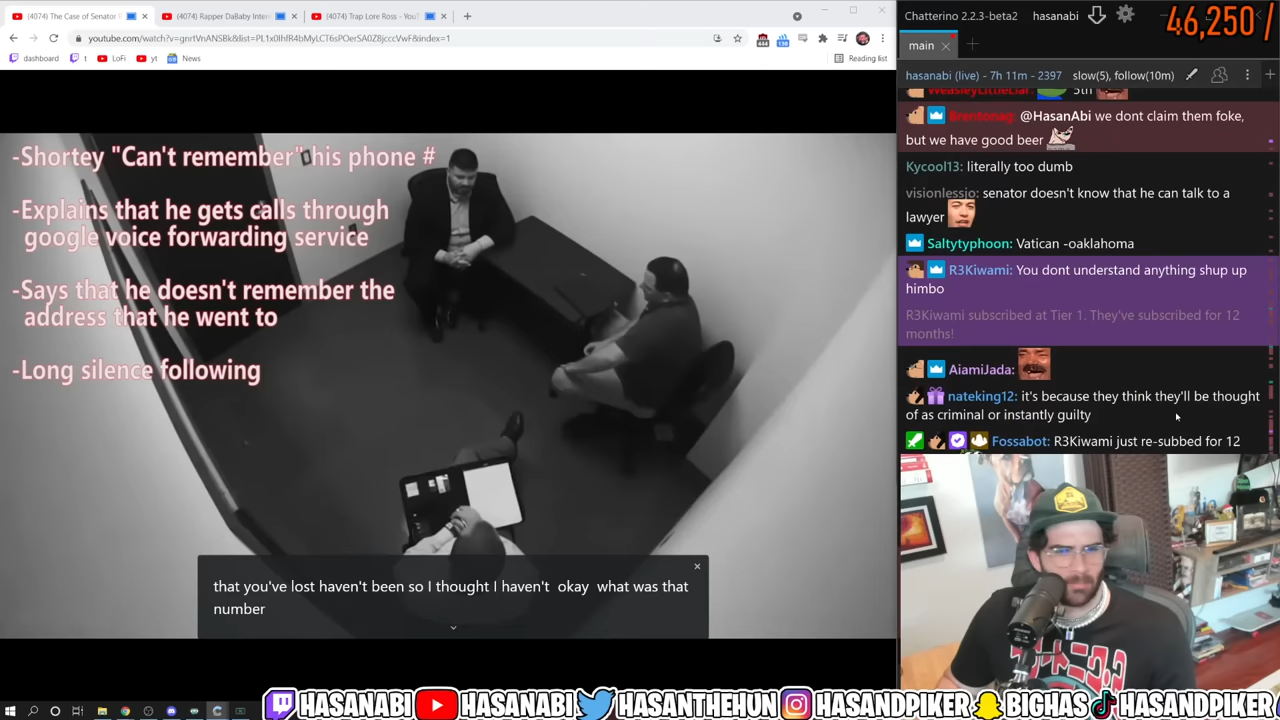 (4074) The Case of Senator
(4074) Rapper DaBaby Inter
(4074) Trap Lore Ross - YouT
youtube.com/watch?v=gnrtVnANSBk&list=PL1x0lhfR4bMyLCT6sPOerSA0Z8jcccVwF&index=1
dashboard
t
LoFi
yt
News
Reading list
-Shortey "Can't remember" his phone #
-Explains that he gets calls through
google voice forwarding service
-Says that he doesn't remember the
address that he went to
-Long silence following
that you've lost haven't been so I thought I haven't okay what was that
number
Chatterino 2.2.3-beta2
hasanabi
46,250 /
main
hasanabi (live) - 7h 11m - 2397
slow(5), follow(10m)
WeasleyLittleLiar: 5th
Brentonag: @HasanAbi we dont claim them foke,
but we have good beer
Kycool13: literally too dumb
visionlessjo: senator doesn't know that he can talk to a
lawyer
Saltytyphoon: Vatican -oaklahoma
R3Kiwami: You dont understand anything shup up
himbo
R3Kiwami subscribed at Tier 1. They've subscribed for 12
months!
AiamiJada:
nateking12: it's because they think they'll be thought
of as criminal or instantly guilty
Fossabot: R3Kiwami just re-subbed for 12
HASANABI HASANABI HASANTHEHUN HASANDPIKER BIGHAS HASANDPIKER